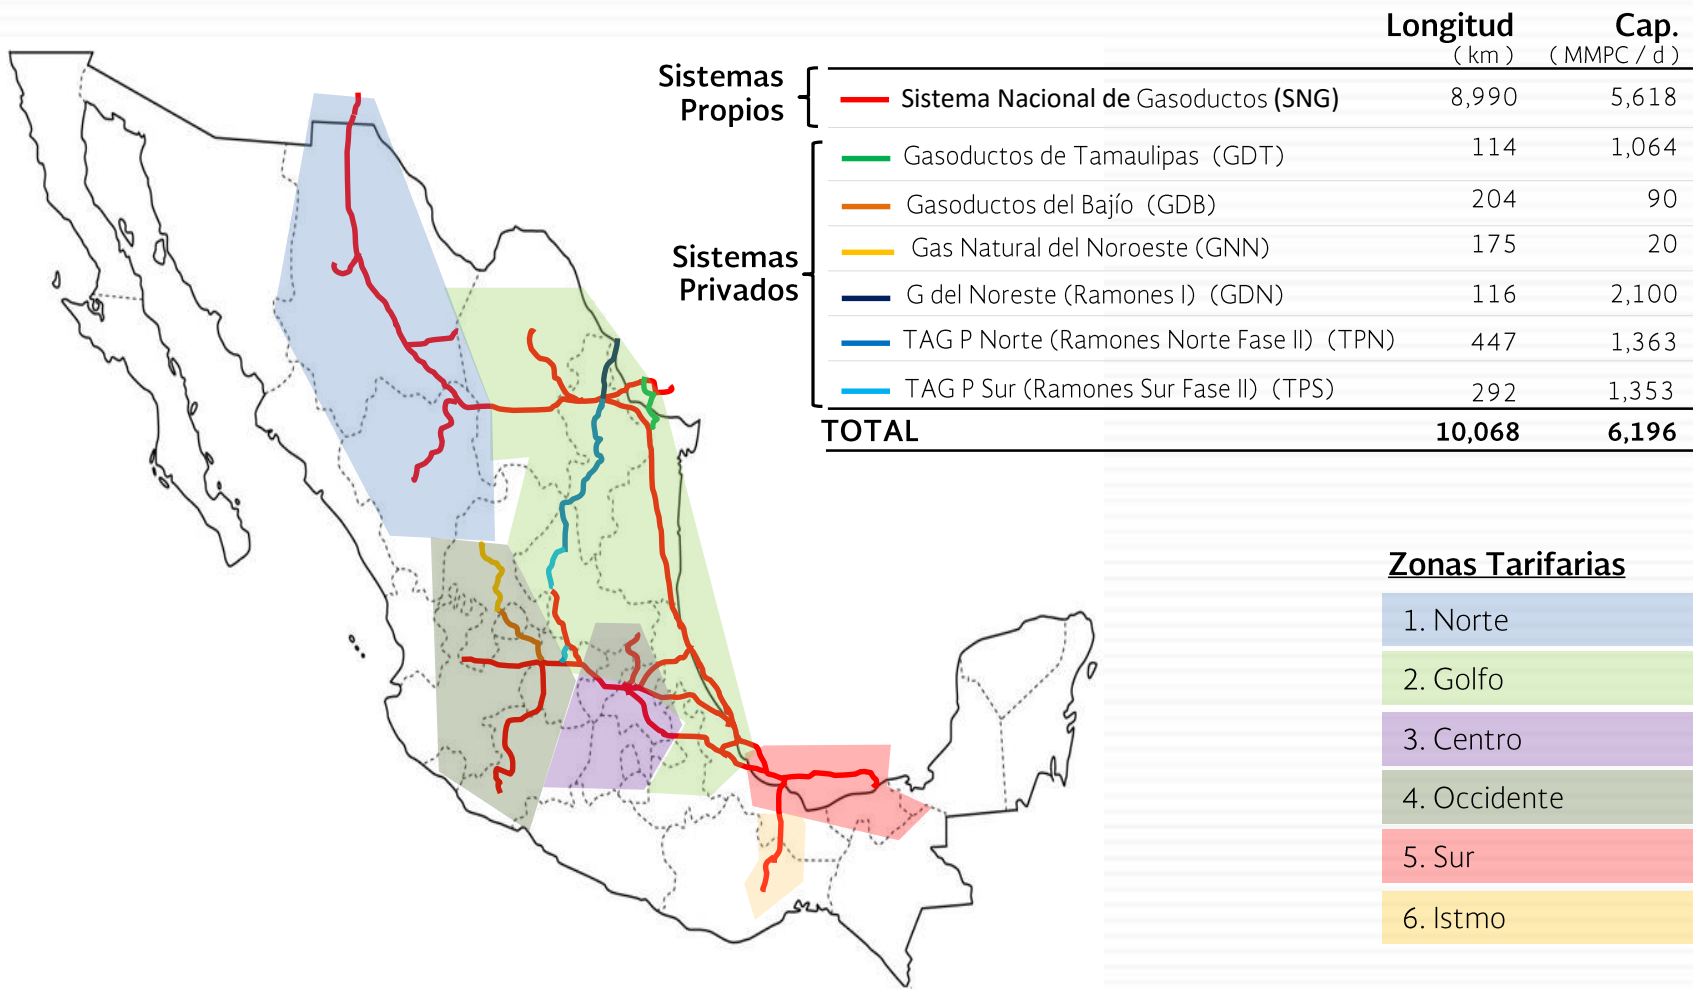 Longitud Cap.
( km ) ( MMPC / d )
Sistemas
Propios
Sistema Nacional de Gasoductos (SNG) 8,990 5,618
Sistemas
Privados
Gasoductos de Tamaulipas (GDT) 114 1,064
Gasoductos del Bajío (GDB) 204 90
Gas Natural del Noroeste (GNN) 175 20
G del Noreste (Ramones I) (GDN) 116 2,100
TAG P Norte (Ramones Norte Fase II) (TPN) 447 1,363
TAG P Sur (Ramones Sur Fase II) (TPS) 292 1,353
TOTAL 10,068 6,196
Zonas Tarifarias
1. Norte
2. Golfo
3. Centro
4. Occidente
5. Sur
6. Istmo